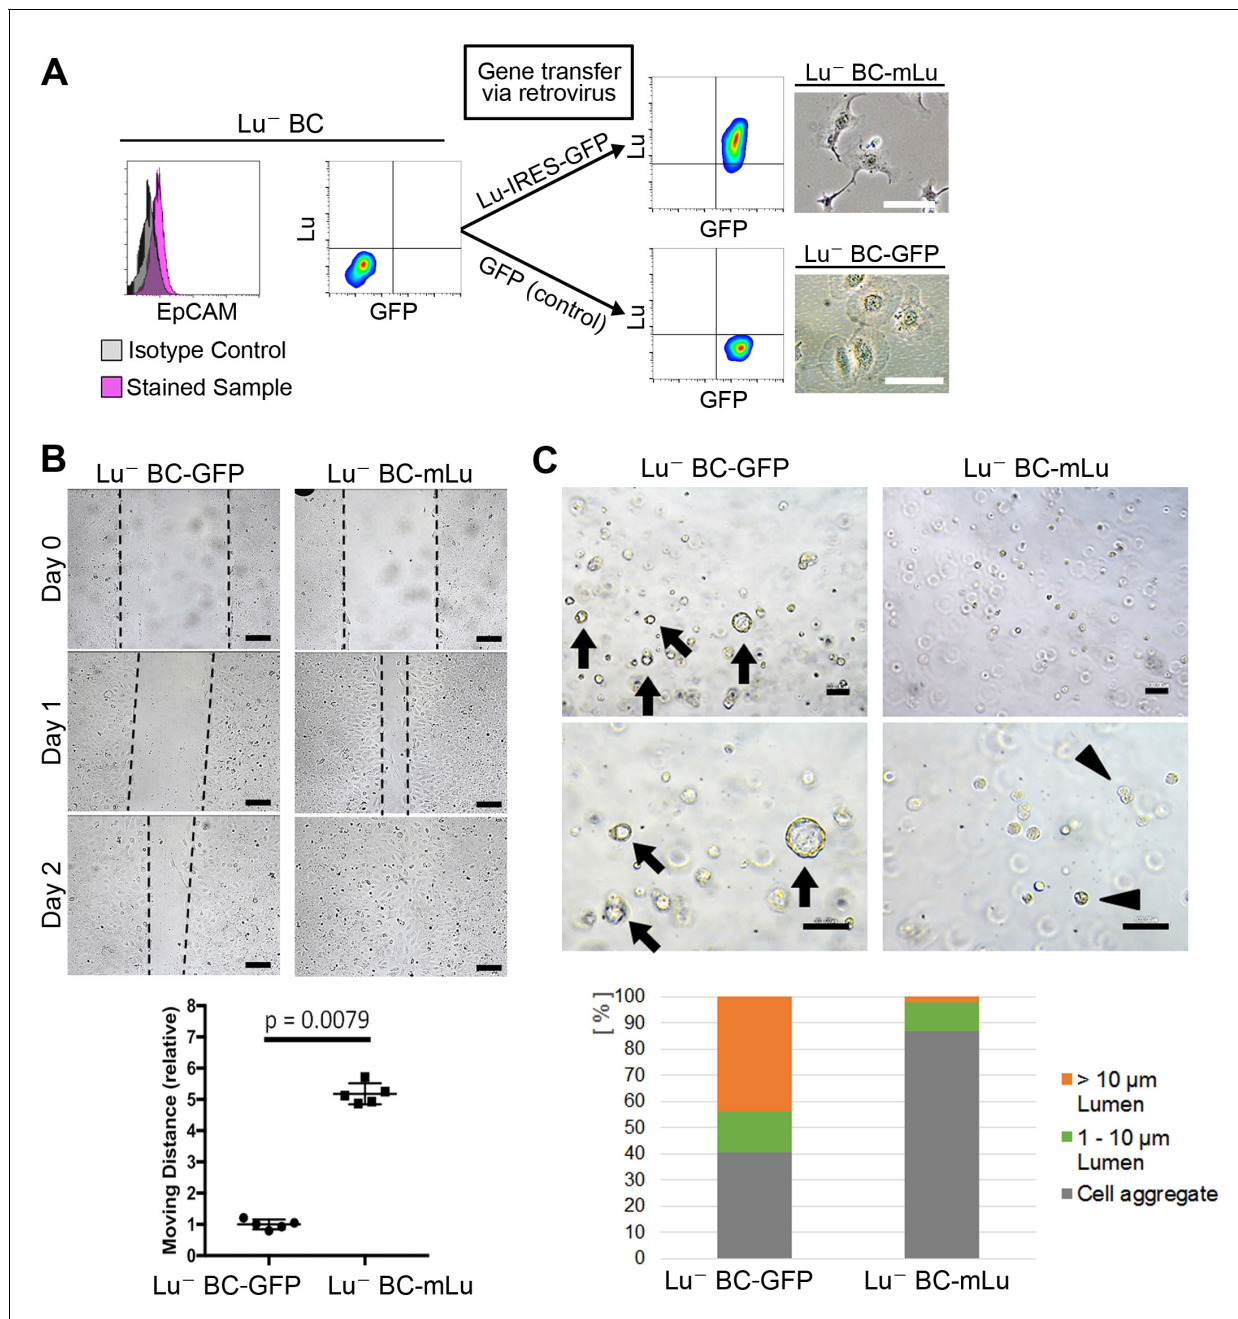 A
Lu⁻ BC
EpCAM
Lu
GFP
Isotype Control
Stained Sample
Gene transfer
via retrovirus
Lu-IRES-GFP
GFP (control)
Lu
GFP
Lu⁻ BC-mLu
Lu
GFP
Lu⁻ BC-GFP
B
Lu⁻ BC-GFP
Lu⁻ BC-mLu
Day 0
Day 1
Day 2
Moving Distance (relative)
8
7
6
5
4
3
2
1
0
p = 0.0079
Lu⁻ BC-GFP
Lu⁻ BC-mLu
C
Lu⁻ BC-GFP
Lu⁻ BC-mLu
[ % ]
100
90
80
70
60
50
40
30
20
10
0
Lu⁻ BC-GFP
Lu⁻ BC-mLu
> 10 µm
Lumen
1 - 10 µm
Lumen
Cell aggregate